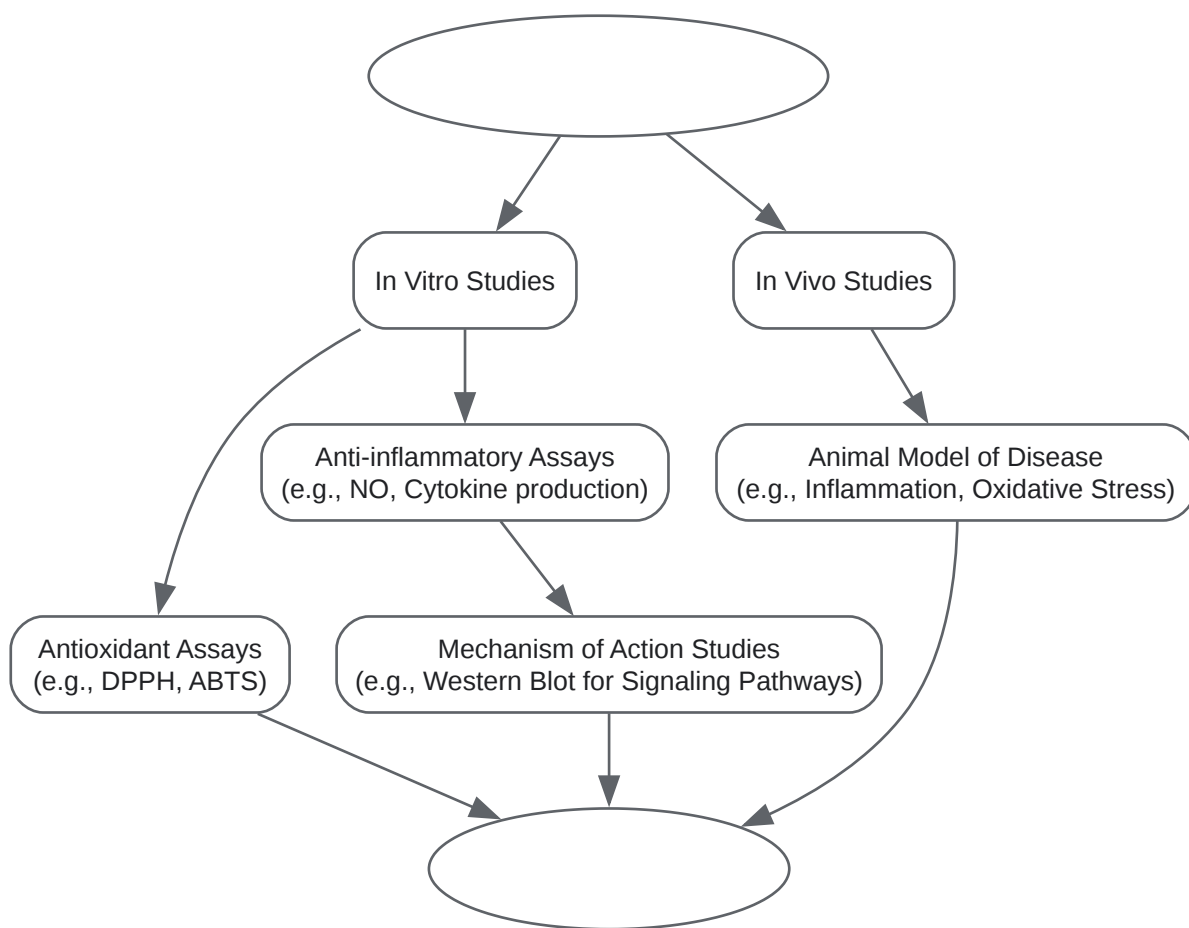 In Vitro Studies
In Vivo Studies
Anti-inflammatory Assays
(e.g., NO, Cytokine production)
Animal Model of Disease
(e.g., Inflammation, Oxidative Stress)
Antioxidant Assays
(e.g., DPPH, ABTS)
Mechanism of Action Studies
(e.g., Western Blot for Signaling Pathways)